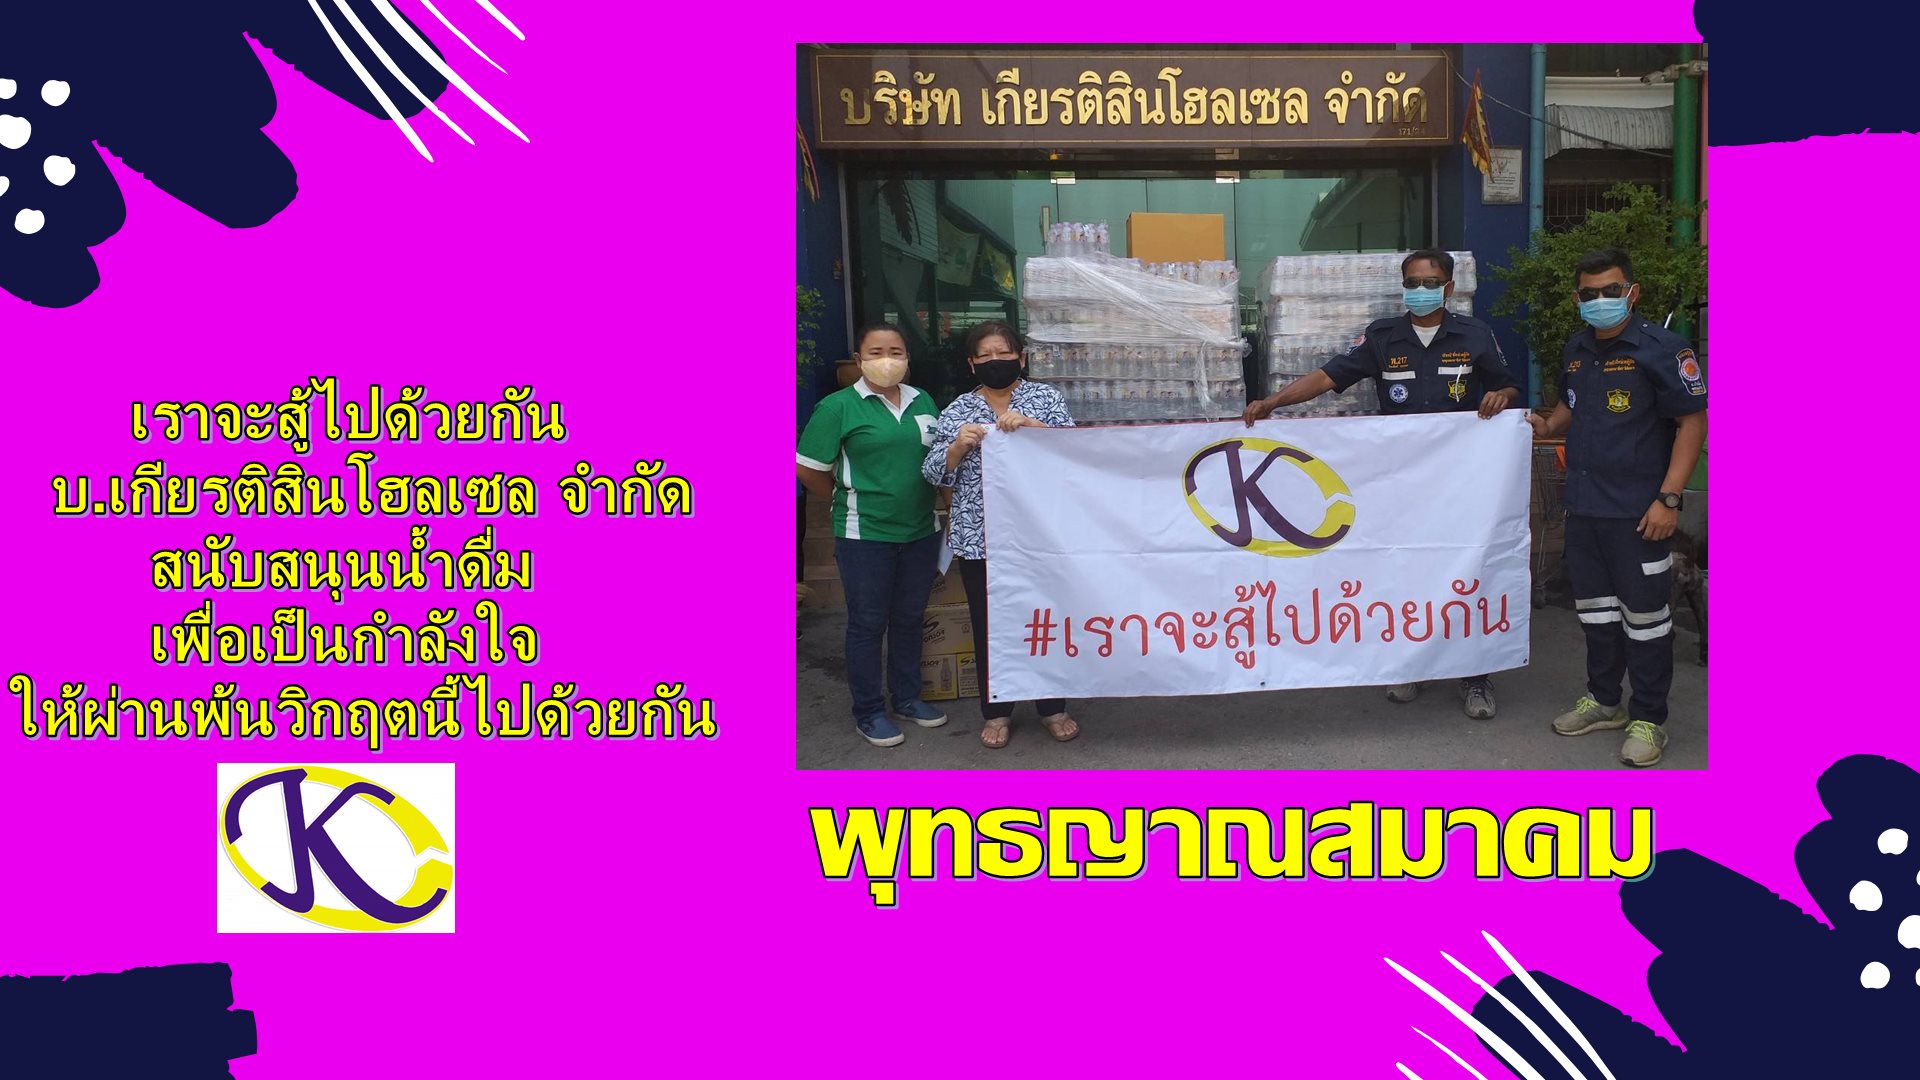 เราจะสู้ไปด้วยกัน
บ.เกียรติสินโฮลเซล จำกัด
สนับสนุนน้ำดื่ม
เพื่อเป็นกำลังใจ
ให้ผ่านพ้นวิกฤตนี้ไปด้วยกัน
K
บริษัท เกียรติสินโฮลเซล จำกัด
พ.217
K
#เราจะสู้ไปด้วยกัน
พุทธญาณสมาคม